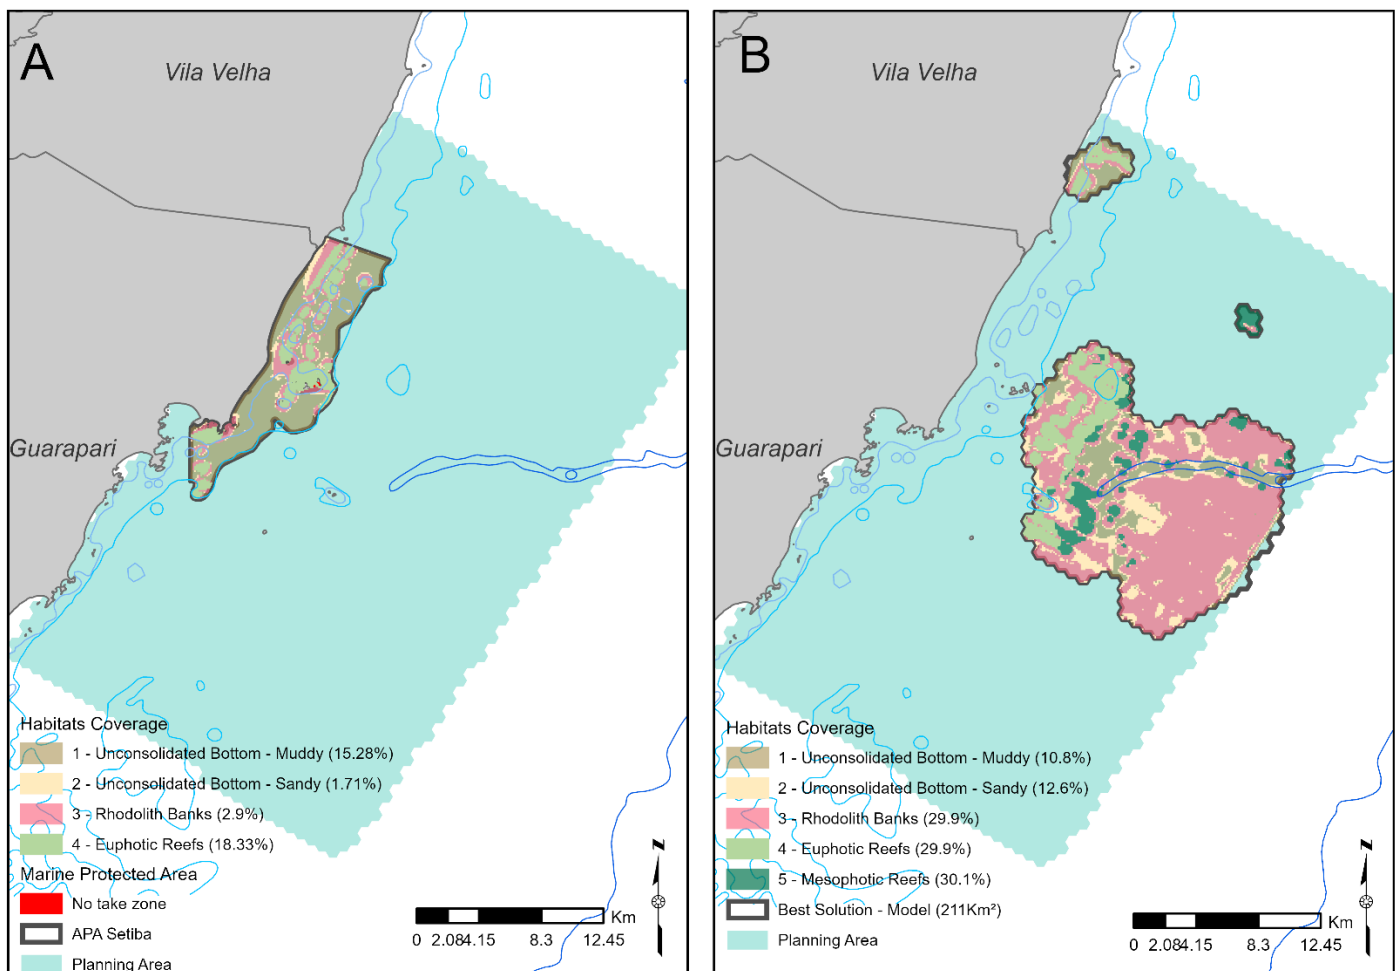 A
Vila Velha
Guarapari
Habitats Coverage
1 - Unconsolidated Bottom - Muddy (15.28%)
2 - Unconsolidated Bottom - Sandy (1.71%)
3 - Rhodolith Banks (2.9%)
4 - Euphotic Reefs (18.33%)
Marine Protected Area
No take zone
APA Setiba
Planning Area
Km
0 2.084.15 8.3 12.45
z
B
Vila Velha
Guarapari
Habitats Coverage
1 - Unconsolidated Bottom - Muddy (10.8%)
2 - Unconsolidated Bottom - Sandy (12.6%)
3 - Rhodolith Banks (29.9%)
4 - Euphotic Reefs (29.9%)
5 - Mesophotic Reefs (30.1%)
Best Solution - Model (211Km²)
Planning Area
Km
0 2.084.15 8.3 12.45
z